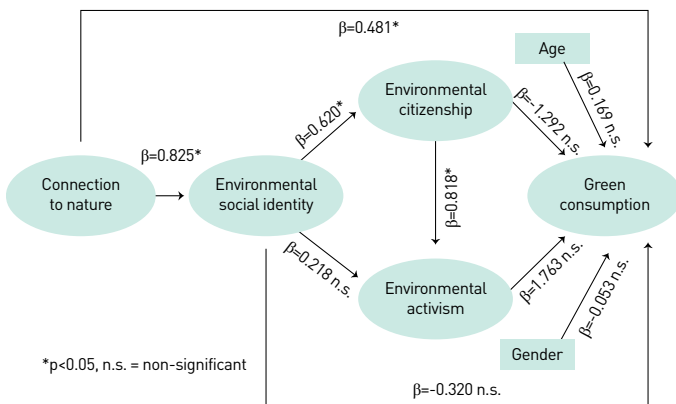 β=0.481*
Age
β=0.169 n.s.
Environmental
citizenship
β=-1.292 n.s.
β=0.620*
β=0.825*
Connection
to nature
Environmental
social identity
β=0.818*
Green
consumption
β=0.218 n.s.
Environmental
activism
β=1.763 n.s.
β=-0.053 n.s.
Gender
*p<0.05, n.s. = non-significant
β=-0.320 n.s.